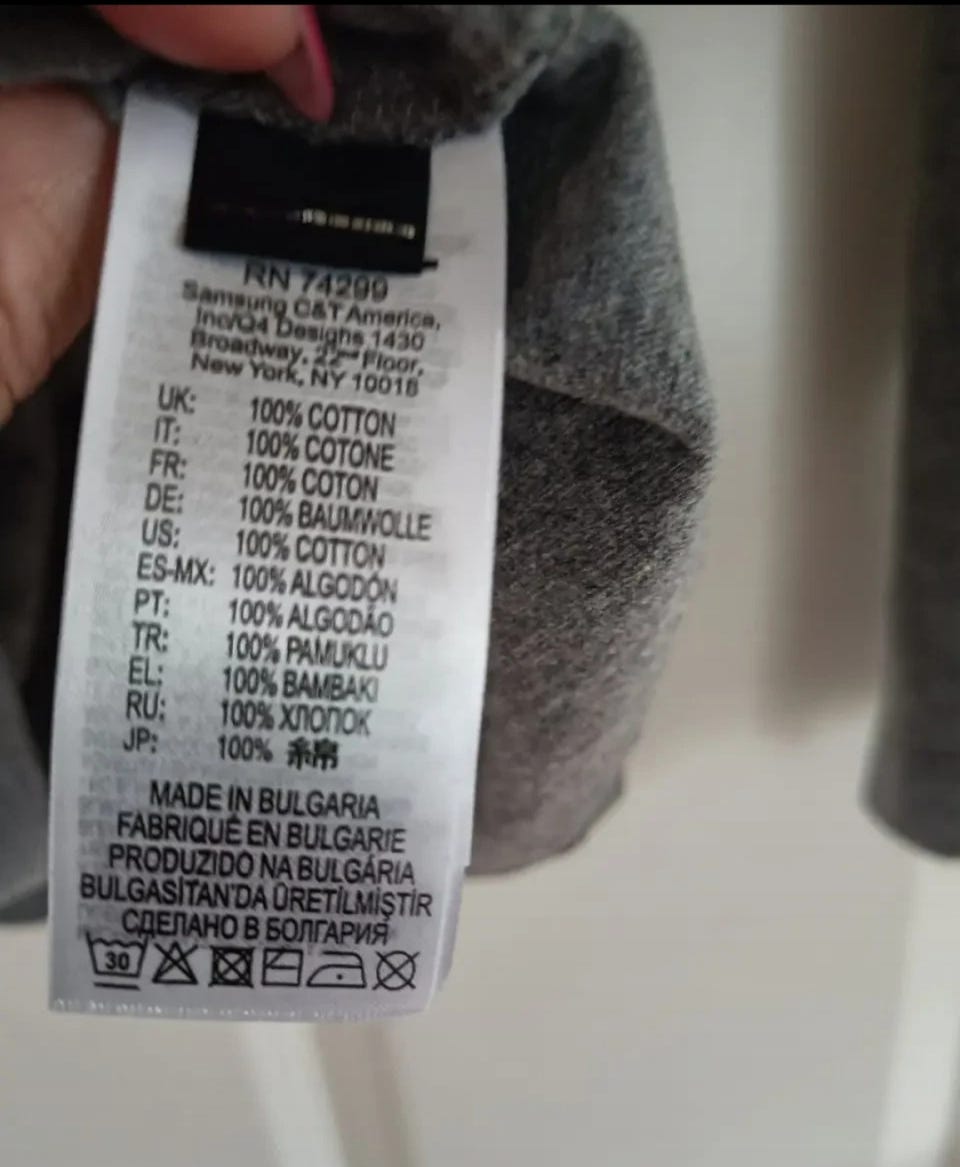 RN 74299
Samsung C&T America,
Inc/Q4 Desighs 1430
Broadway, 22nd Floor,
New York, NY 10018
UK: 100% COTTON
IT: 100% COTONE
FR: 100% COTON
DE: 100% BAUMWOLLE
US: 100% COTTON
ES-MX: 100% ALGODÓN
PT: 100% ALGODÃO
TR: 100% PAMUKLU
EL: 100% BAMBAKI
RU: 100% ХЛОПОК
JP: 100% 綿
MADE IN BULGARIA
FABRIQUÉ EN BULGARIE
PRODUZIDO NA BULGÁRIA
BULGASİTAN'DA ÜRETİLMİŞTİR
СДЕЛАНО В БОЛГАРИЯ
30